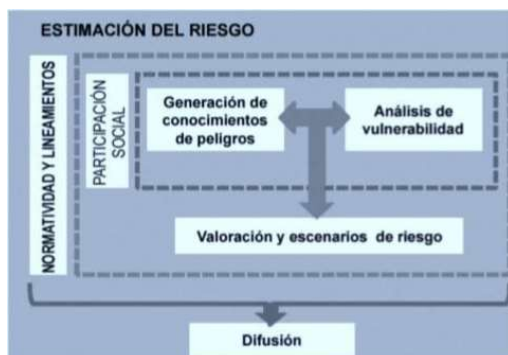 ESTIMACIÓN DEL RIESGO
NORMATIVIDAD Y LINEAMIENTOS
PARTICIPACIÓN
SOCIAL
Generación de
conocimientos
de peligros
Análisis de
vulnerabilidad
Valoración y escenarios de riesgo
Difusión